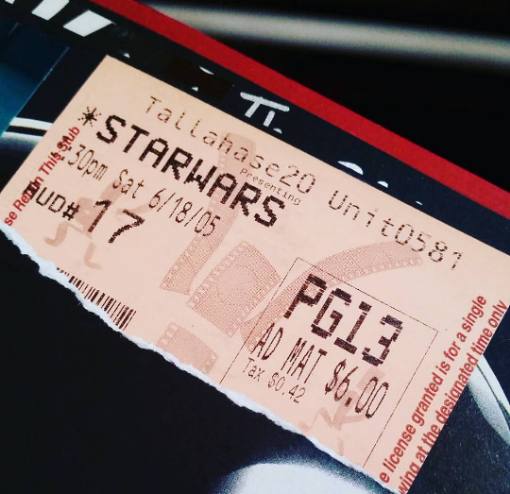 Tallahase20 Unit0581
Presenting
*STARWARS
:30pm Sat 6/18/05
AUD# 17
PG13
AD MAT $6.00
Tax $0.42
se Retain This Stub
e license granted is for a single
wing at the designated time only